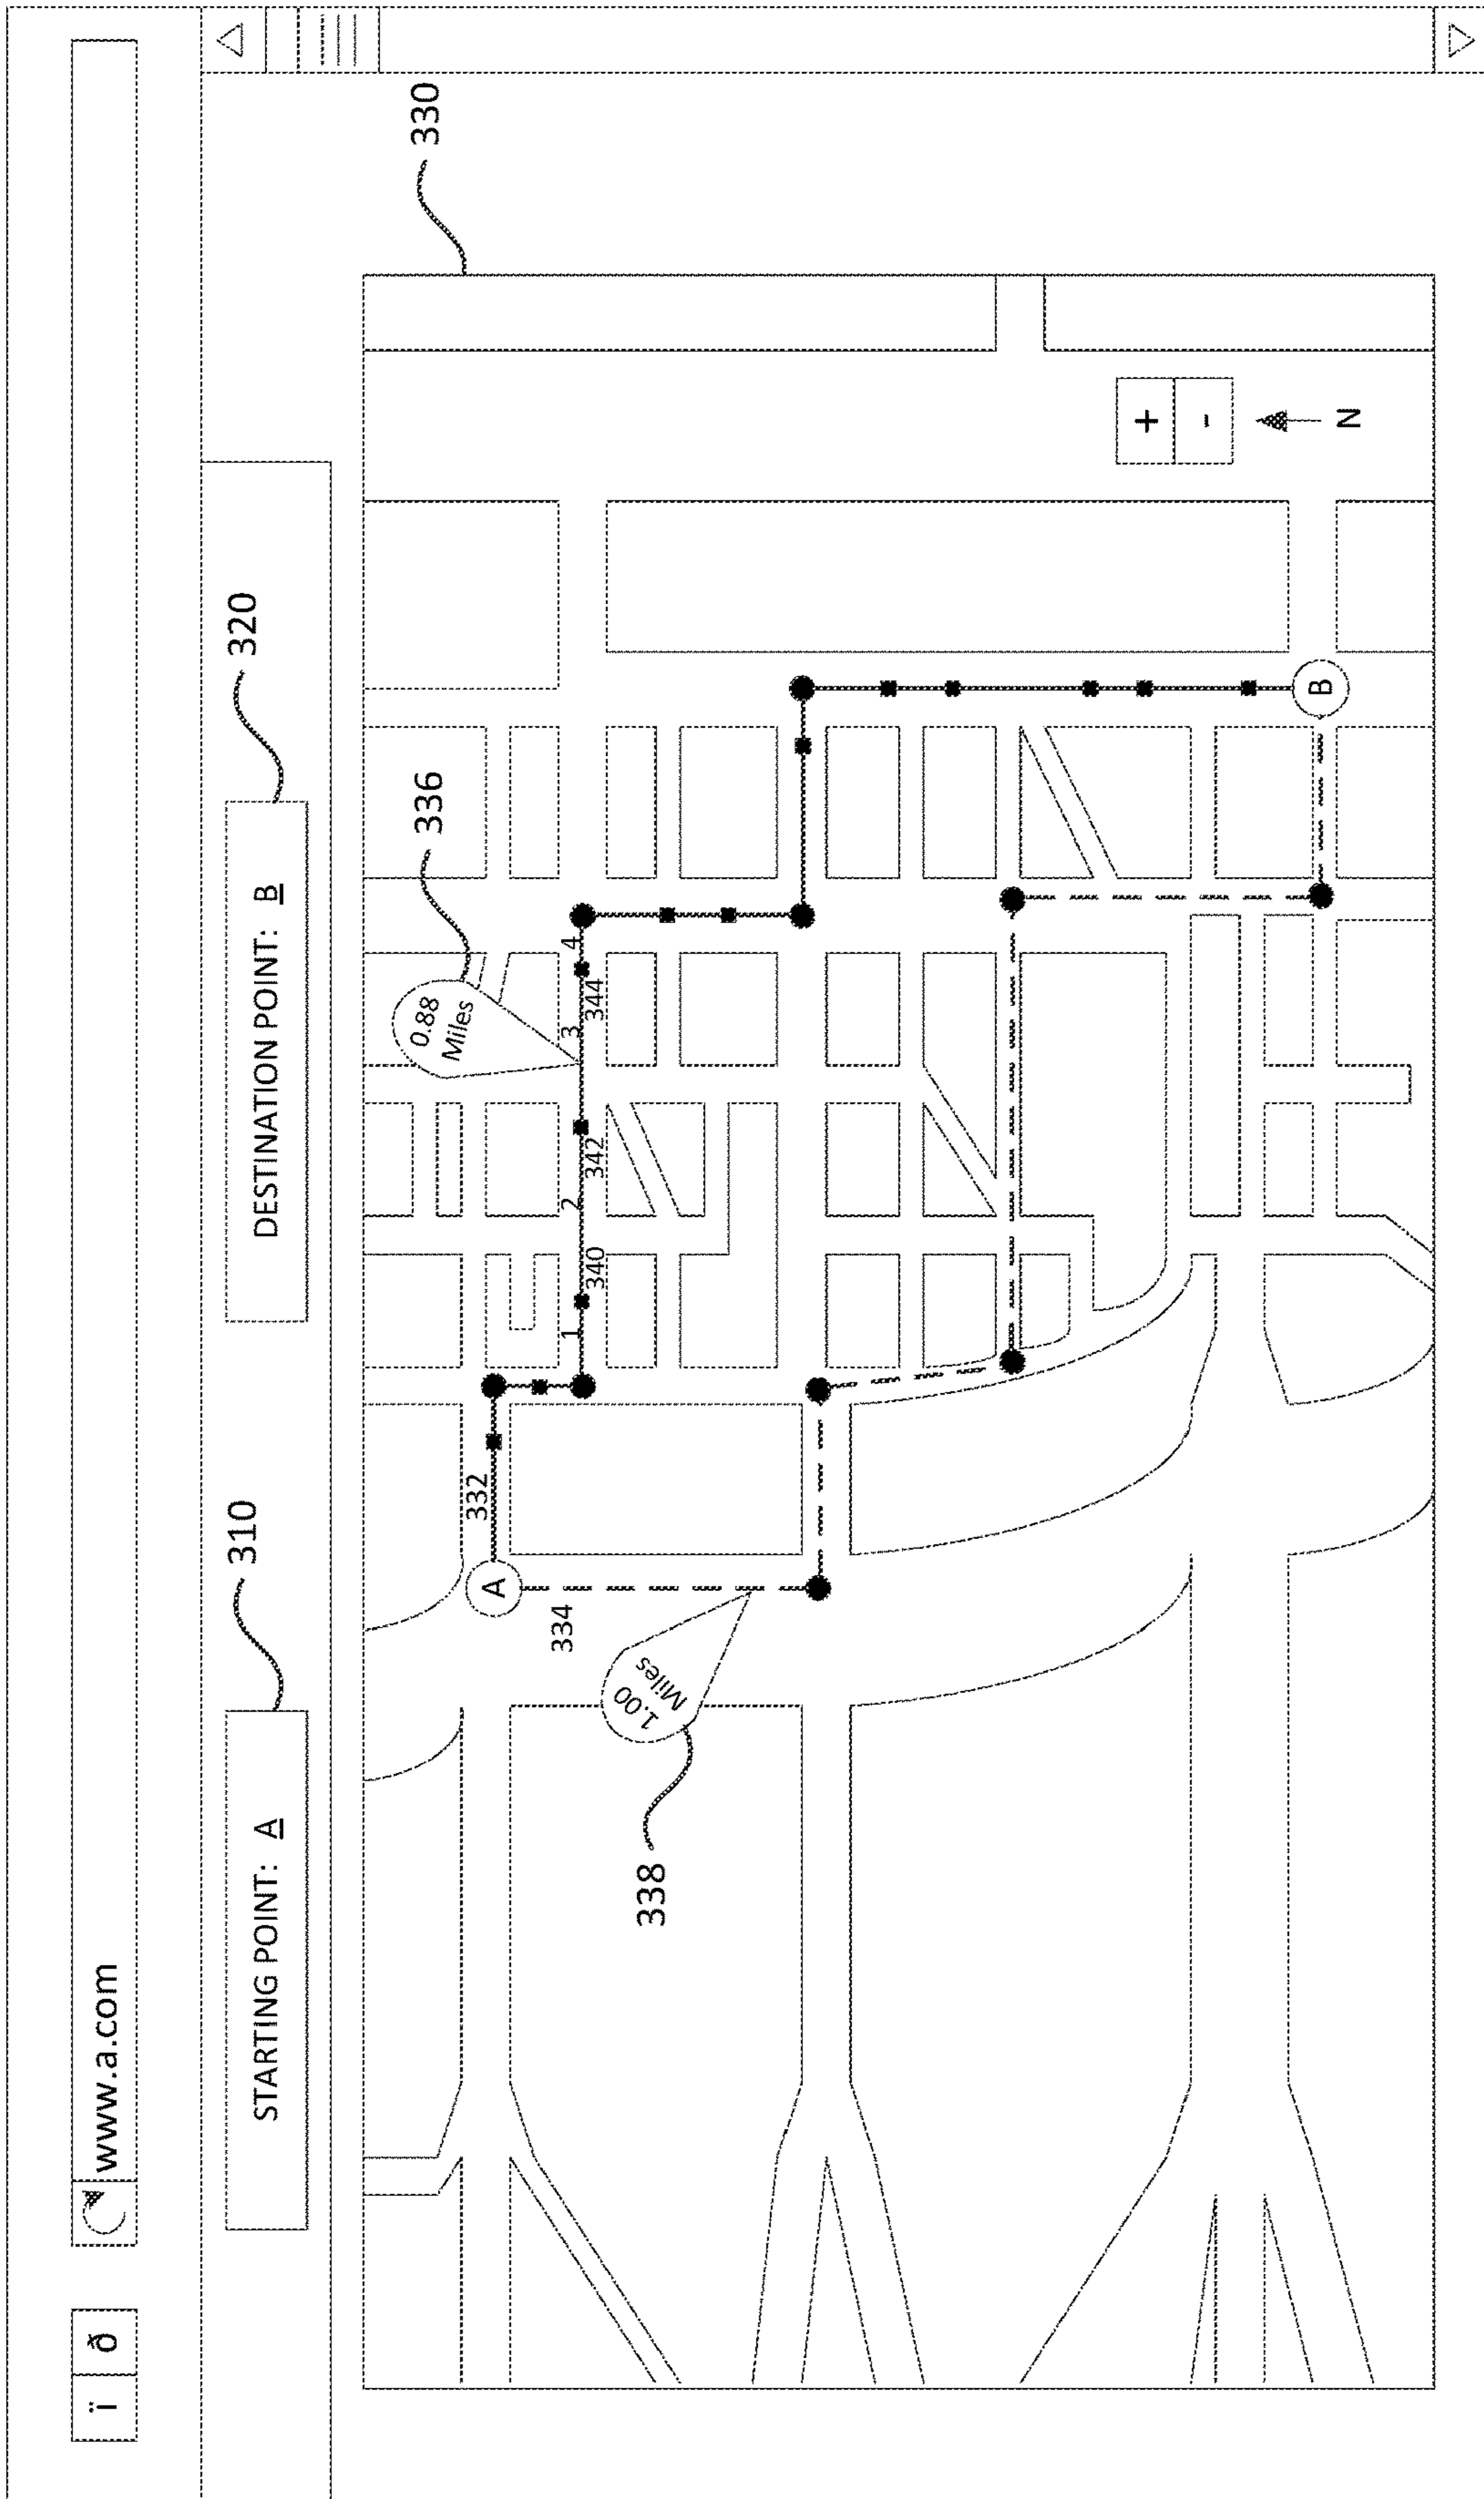 ï ð
www.a.com
STARTING POINT: A
310
DESTINATION POINT: B
320
330
336
0.88
Miles
332
A
1
2
3
4
340
342
344
334
1.00
Miles
338
B
+
-
N